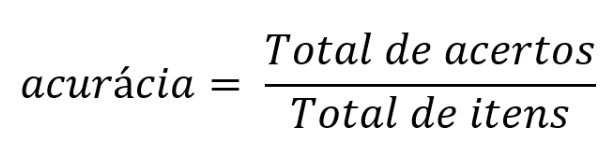 acurácia = Total de acertos
Total de itens